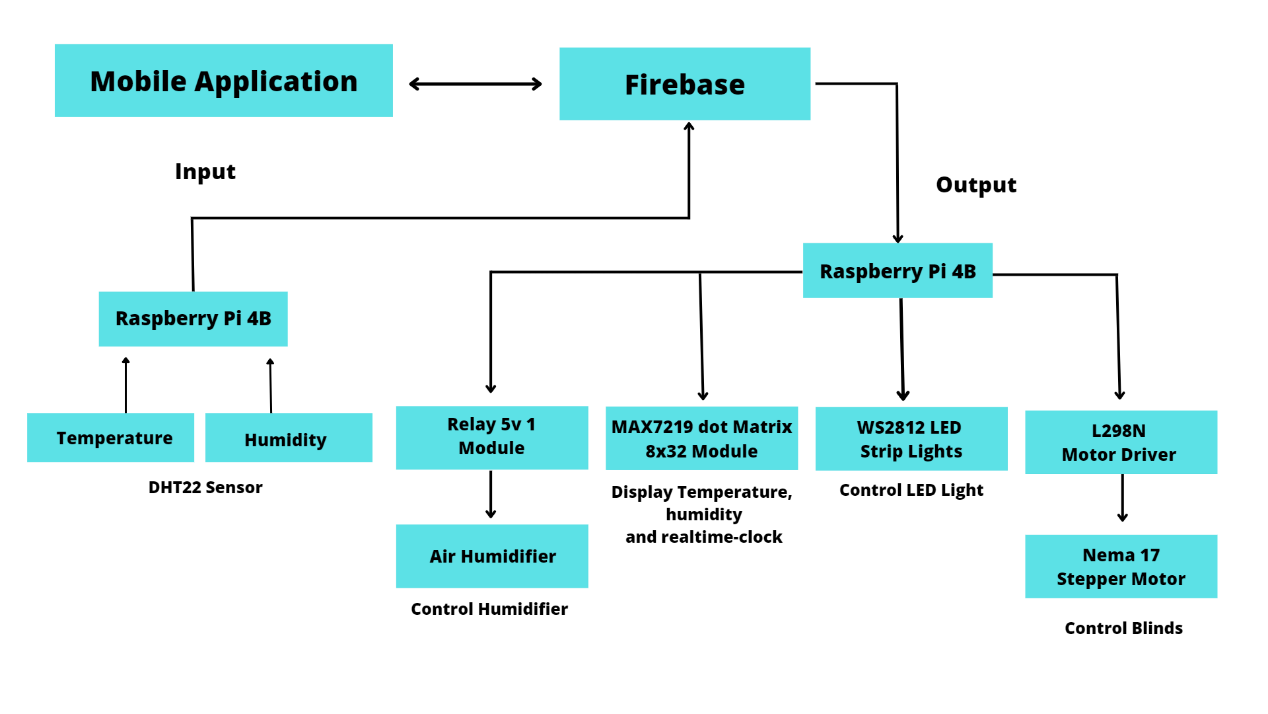 Mobile Application
Firebase
Input
Output
Raspberry Pi 4B
Raspberry Pi 4B
Temperature
Humidity
DHT22 Sensor
Relay 5v 1
Module
MAX7219 dot Matrix
8x32 Module
Display Temperature,
humidity
and realtime-clock
WS2812 LED
Strip Lights
Control LED Light
L298N
Motor Driver
Air Humidifier
Control Humidifier
Nema 17
Stepper Motor
Control Blinds